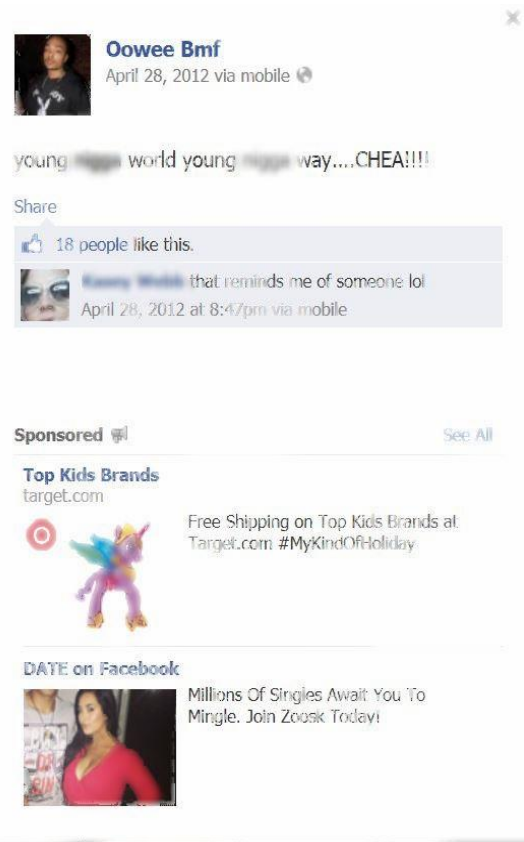 Oowee Bmf
April 28, 2012 via mobile
young world young way....CHEA!!!!
Share
18 people like this.
that reminds me of someone lol
April 28, 2012 at 8:47pm via mobile
Sponsored
See All
Top Kids Brands
target.com
Free Shipping on Top Kids Brands at
Target.com #MyKindOfHoliday
DATE on Facebook
Millions Of Singles Await You To
Mingle. Join Zoosk Today!